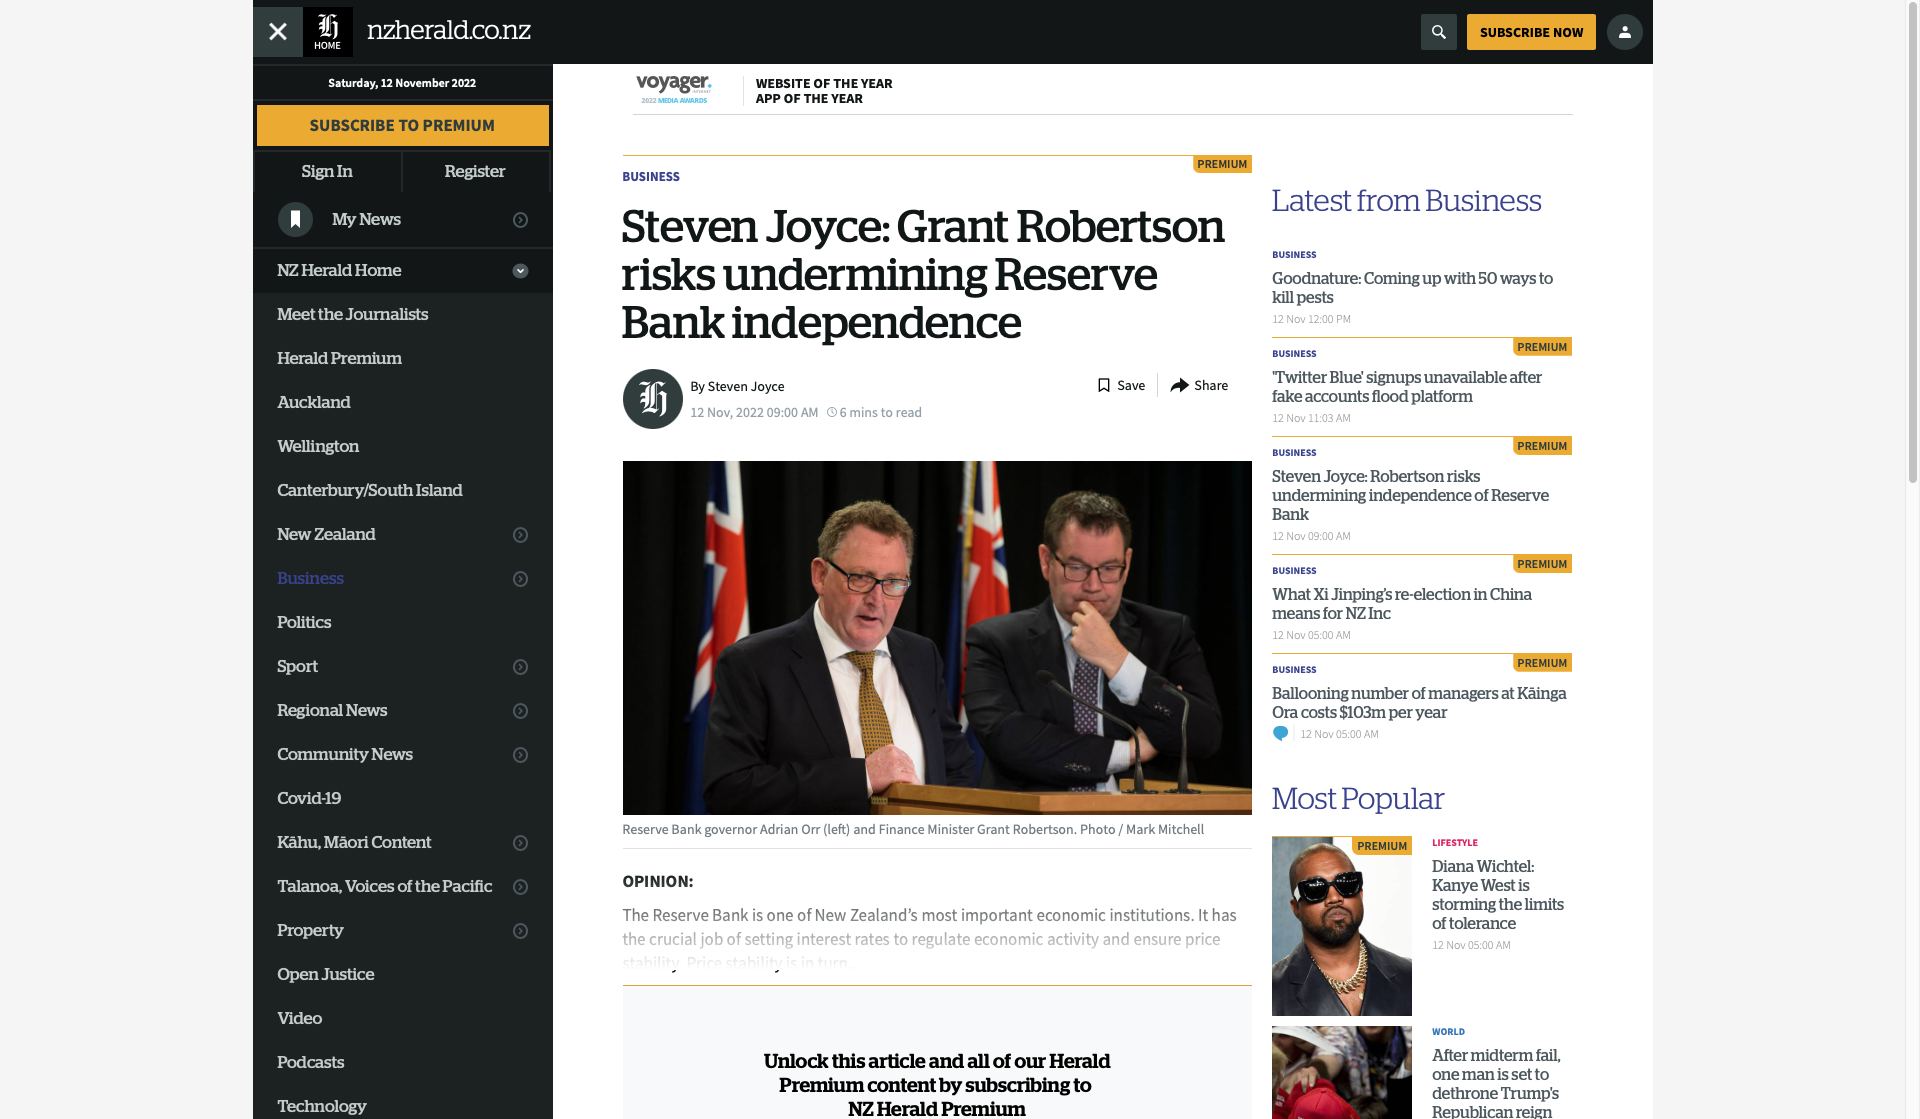 HOME
nzherald.co.nz
SUBSCRIBE NOW
Saturday, 12 November 2022
SUBSCRIBE TO PREMIUM
Sign In
Register
My News
NZ Herald Home
Meet the Journalists
Herald Premium
Auckland
Wellington
Canterbury/South Island
New Zealand
Business
Politics
Sport
Regional News
Community News
Covid-19
Kāhu, Māori Content
Talanoa, Voices of the Pacific
Property
Open Justice
Video
Podcasts
Technology
voyager.
2022 MEDIA AWARDS
WEBSITE OF THE YEAR
APP OF THE YEAR
PREMIUM
BUSINESS
Steven Joyce: Grant Robertson
risks undermining Reserve
Bank independence
By Steven Joyce
12 Nov, 2022 09:00 AM 6 mins to read
Save
Share
Reserve Bank governor Adrian Orr (left) and Finance Minister Grant Robertson. Photo / Mark Mitchell
OPINION:
The Reserve Bank is one of New Zealand's most important economic institutions. It has
the crucial job of setting interest rates to regulate economic activity and ensure price
stability. Price stability is in turn
Unlock this article and all of our Herald
Premium content by subscribing to
NZ Herald Premium
Latest from Business
BUSINESS
Goodnature: Coming up with 50 ways to
kill pests
12 Nov 12:00 PM
PREMIUM
BUSINESS
'Twitter Blue' signups unavailable after
fake accounts flood platform
12 Nov 11:03 AM
PREMIUM
BUSINESS
Steven Joyce: Robertson risks
undermining independence of Reserve
Bank
12 Nov 09:00 AM
PREMIUM
BUSINESS
What Xi Jinping's re-election in China
means for NZ Inc
12 Nov 05:00 AM
PREMIUM
BUSINESS
Ballooning number of managers at Kāinga
Ora costs $103m per year
12 Nov 05:00 AM
Most Popular
PREMIUM
LIFESTYLE
Diana Wichtel:
Kanye West is
storming the limits
of tolerance
12 Nov 05:00 AM
WORLD
After midterm fail,
one man is set to
dethrone Trump's
Republican reign